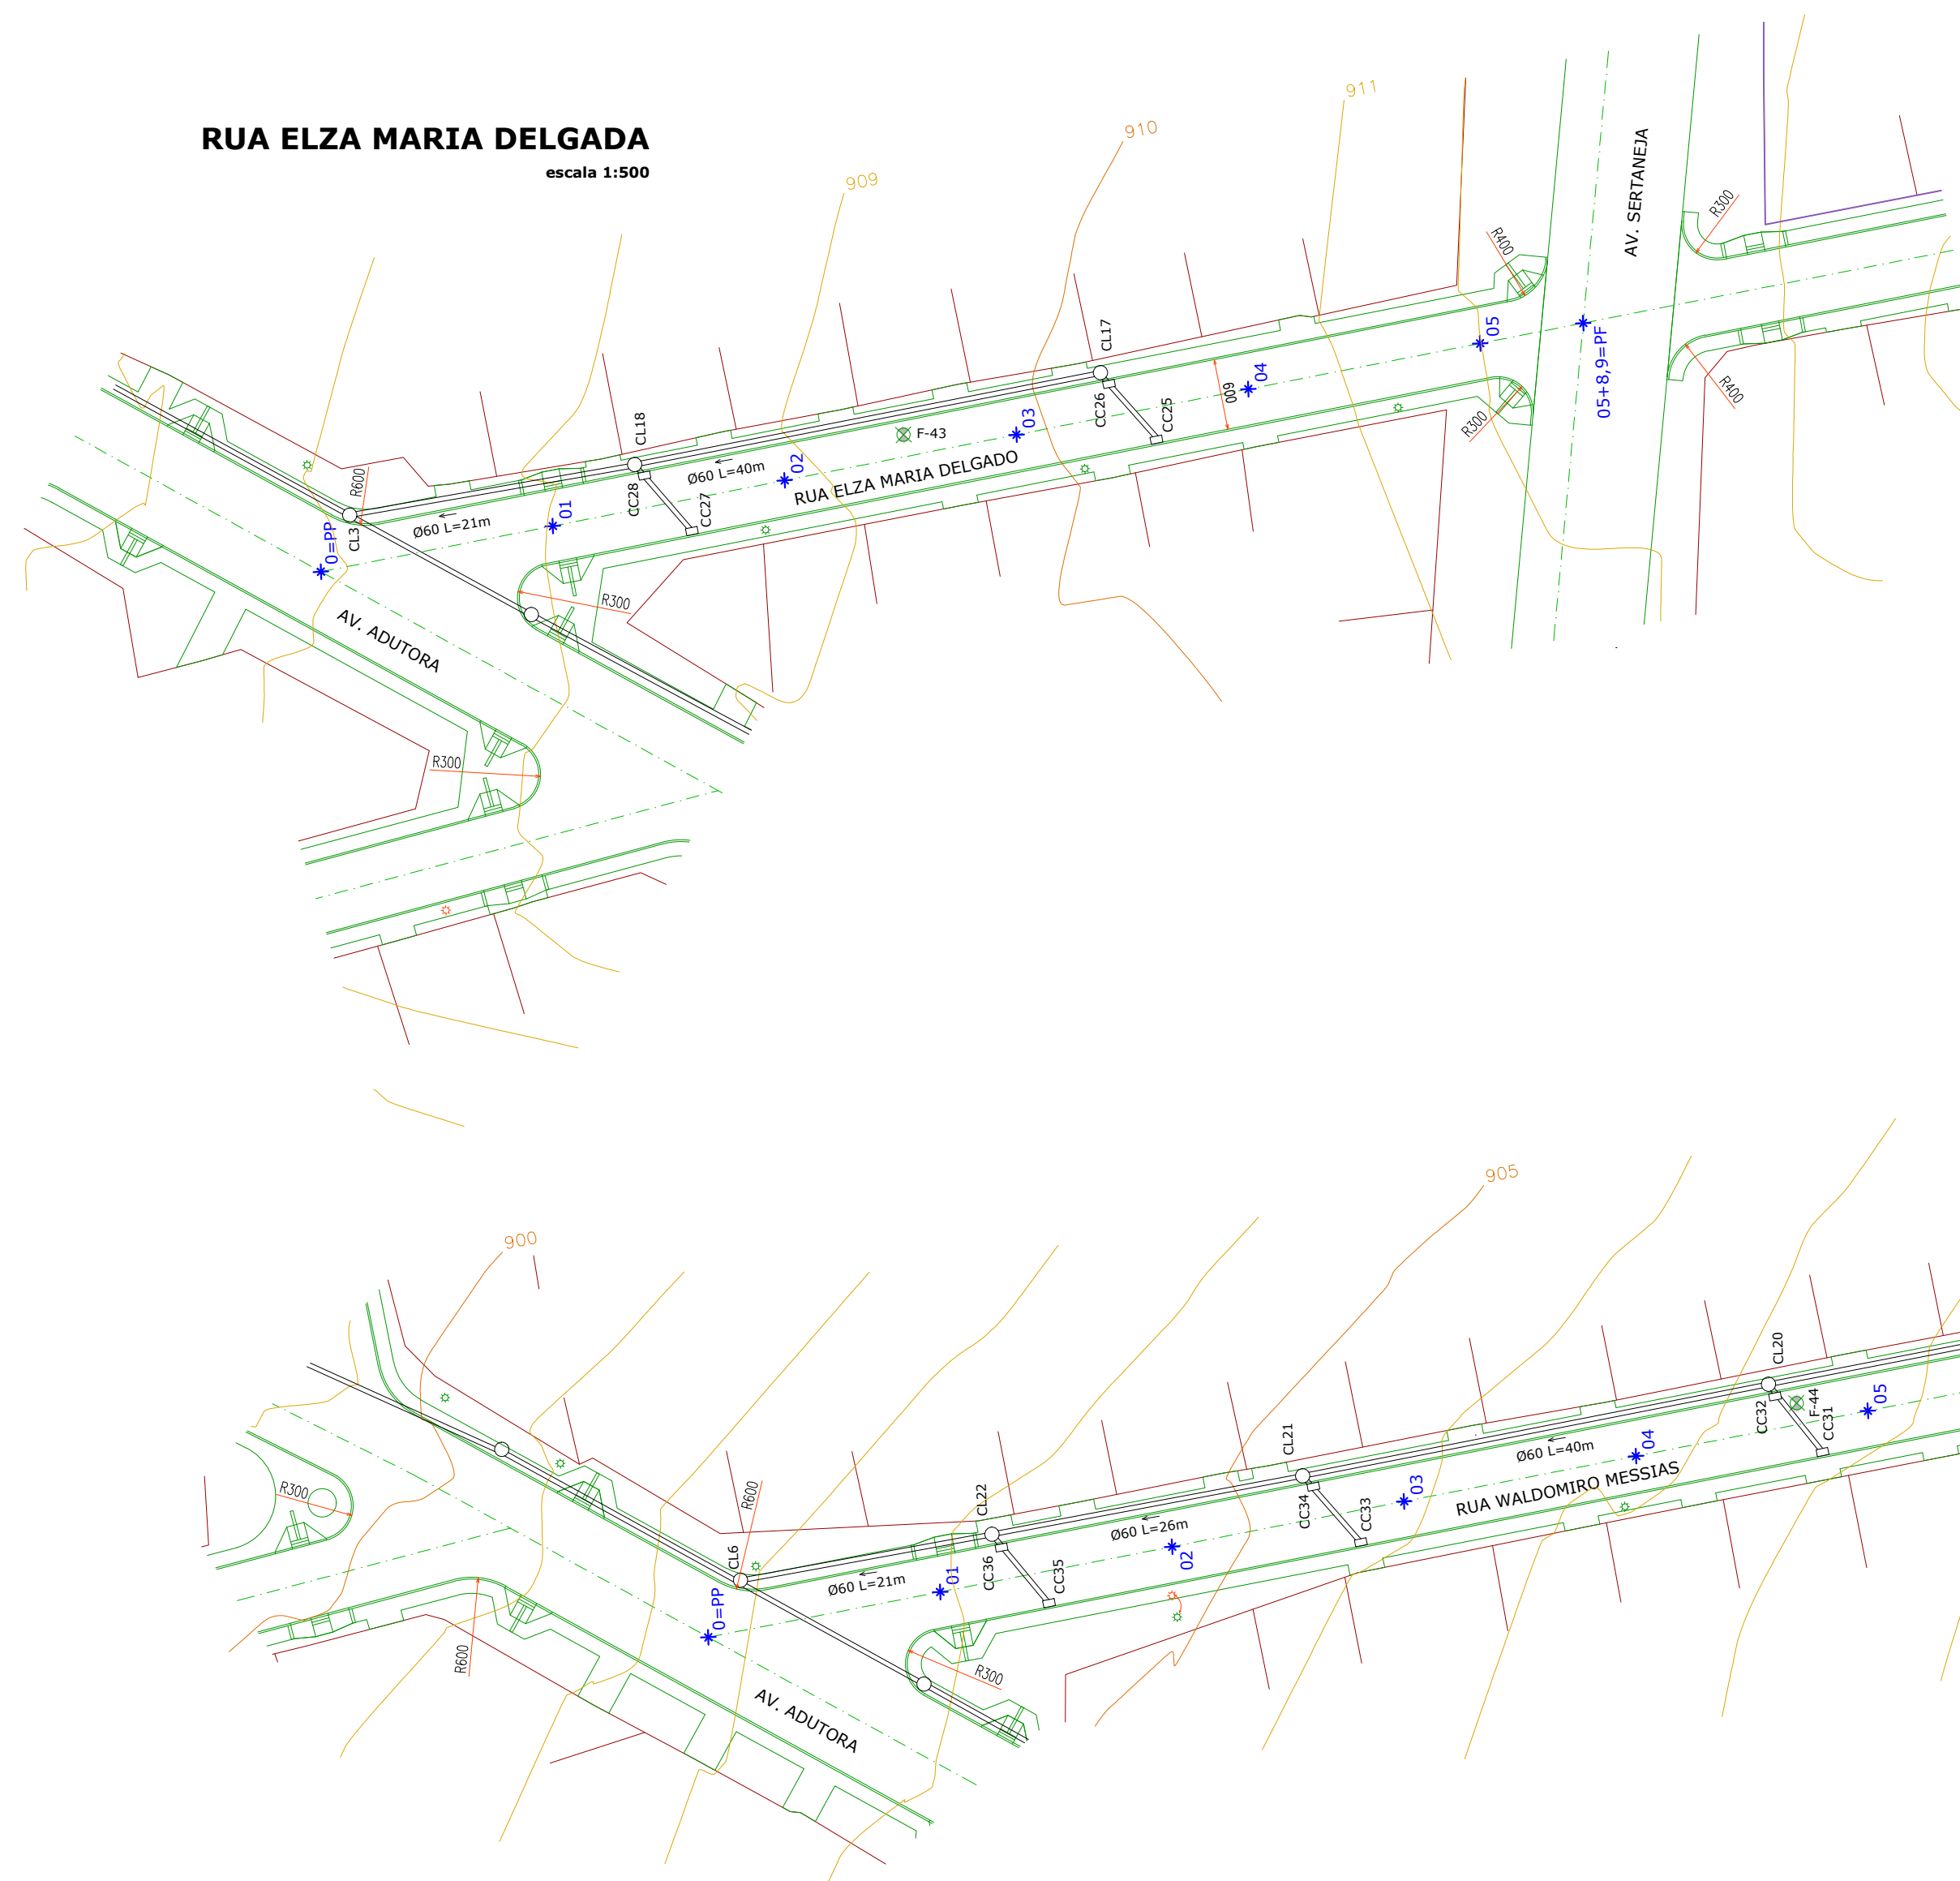 RUA ELZA MARIA DELGADA
escala 1:500
909
910
911
AV. SERTANEJA
R300
R400
CL17
05
05+8,9=PF
04
600
R400
R300
CL18
CC26
CC25
03
F-43
02
Ø60 L=40m
RUA ELZA MARIA DELGADO
R600
CC28
CC27
01
Ø60 L=21m
CL3
0=PP
R300
AV. ADUTORA
R300
905
900
CL20
05
F-44
CC32
CC31
04
CL21
Ø60 L=40m
RUA WALDOMIRO MESSIAS
03
CC34
CC33
R300
R600
CL22
Ø60 L=26m
02
CL6
CC36
CC35
01
Ø60 L=21m
0=PP
R600
R300
AV. ADUTORA